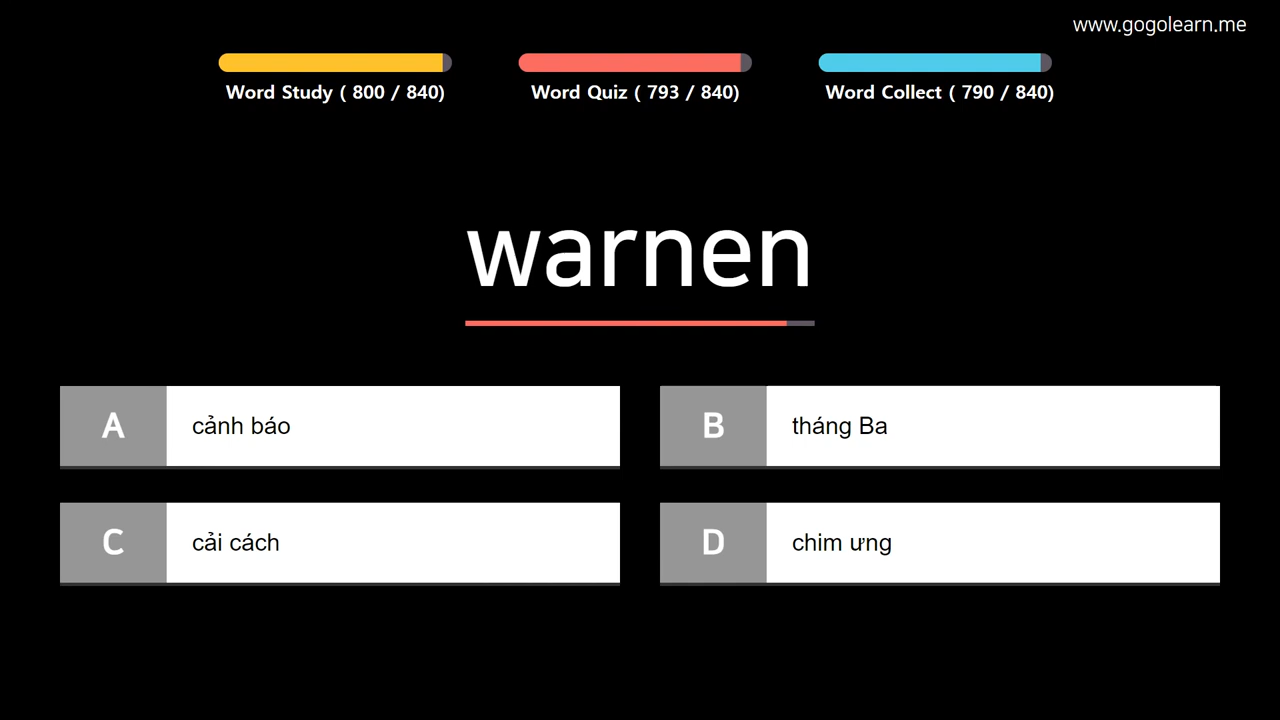 www.gogolearn.me
Word Study ( 800 / 840)
Word Quiz ( 793 / 840)
Word Collect ( 790 / 840)
warnen
A cảnh báo
B tháng Ba
C cải cách
D chim ưng